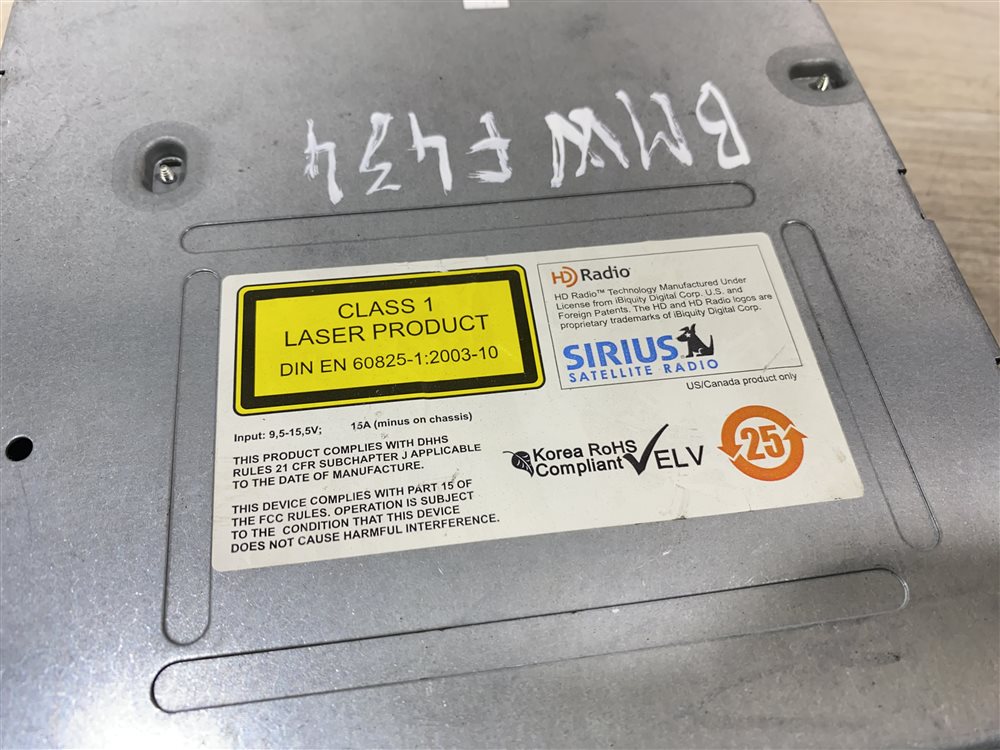 BMW F434
CLASS 1
LASER PRODUCT
DIN EN 60825-1:2003-10
HD Radio
HD Radio™ Technology Manufactured Under
License from iBiquity Digital Corp. U.S. and
Foreign Patents. The HD and HD Radio logos are
proprietary trademarks of iBiquity Digital Corp.
SIRIUS
SATELLITE RADIO
US/Canada product only
Input: 9,5-15,5V; 15A (minus on chassis)
THIS PRODUCT COMPLIES WITH DHHS
RULES 21 CFR SUBCHAPTER J APPLICABLE
TO THE DATE OF MANUFACTURE.
THIS DEVICE COMPLIES WITH PART 15 OF
THE FCC RULES. OPERATION IS SUBJECT
TO THE CONDITION THAT THIS DEVICE
DOES NOT CAUSE HARMFUL INTERFERENCE.
Korea RoHS
Compliant
ELV
25